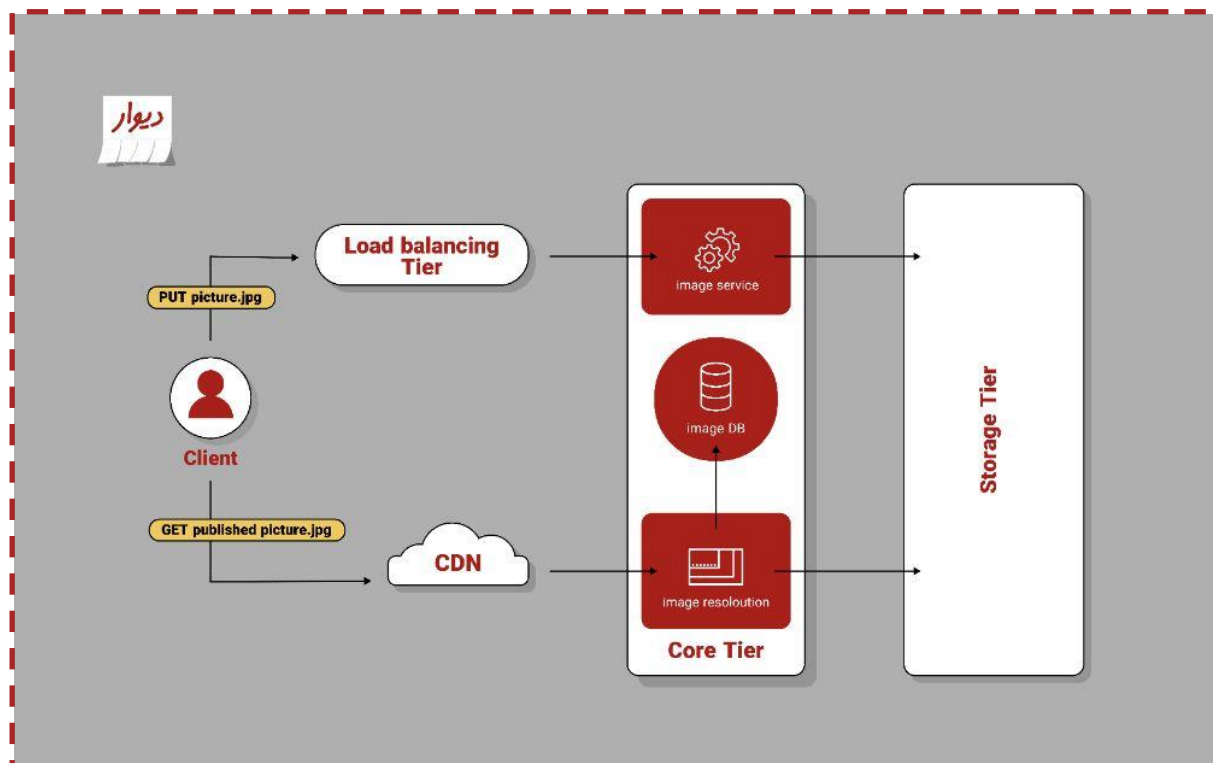 دیوار
Load balancing
Tier
image service
PUT picture.jpg
image DB
Client
Storage Tier
GET published picture.jpg
CDN
image resoloution
Core Tier